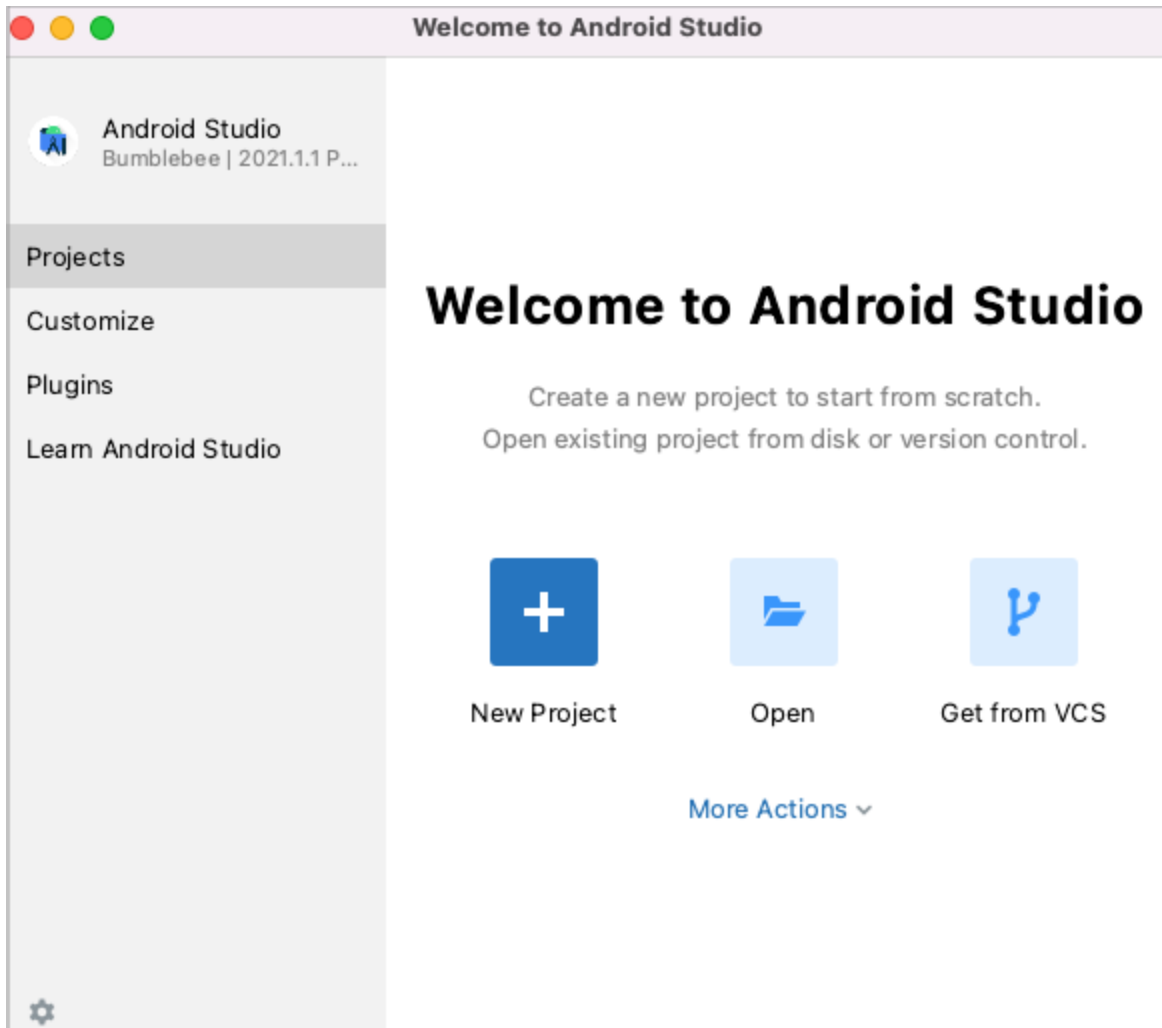 Welcome to Android Studio
Android Studio
Bumblebee | 2021.1.1 P...
Projects
Customize
Plugins
Learn Android Studio
Welcome to Android Studio
Create a new project to start from scratch.
Open existing project from disk or version control.
New Project
Open
Get from VCS
More Actions